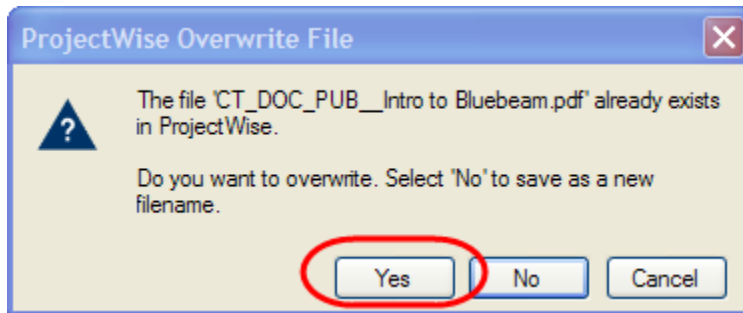 ProjectWise Overwrite File
?
The file 'CT_DOC_PUB__Intro to Bluebeam.pdf' already exists
in ProjectWise.
Do you want to overwrite. Select 'No' to save as a new
filename.
Yes No Cancel